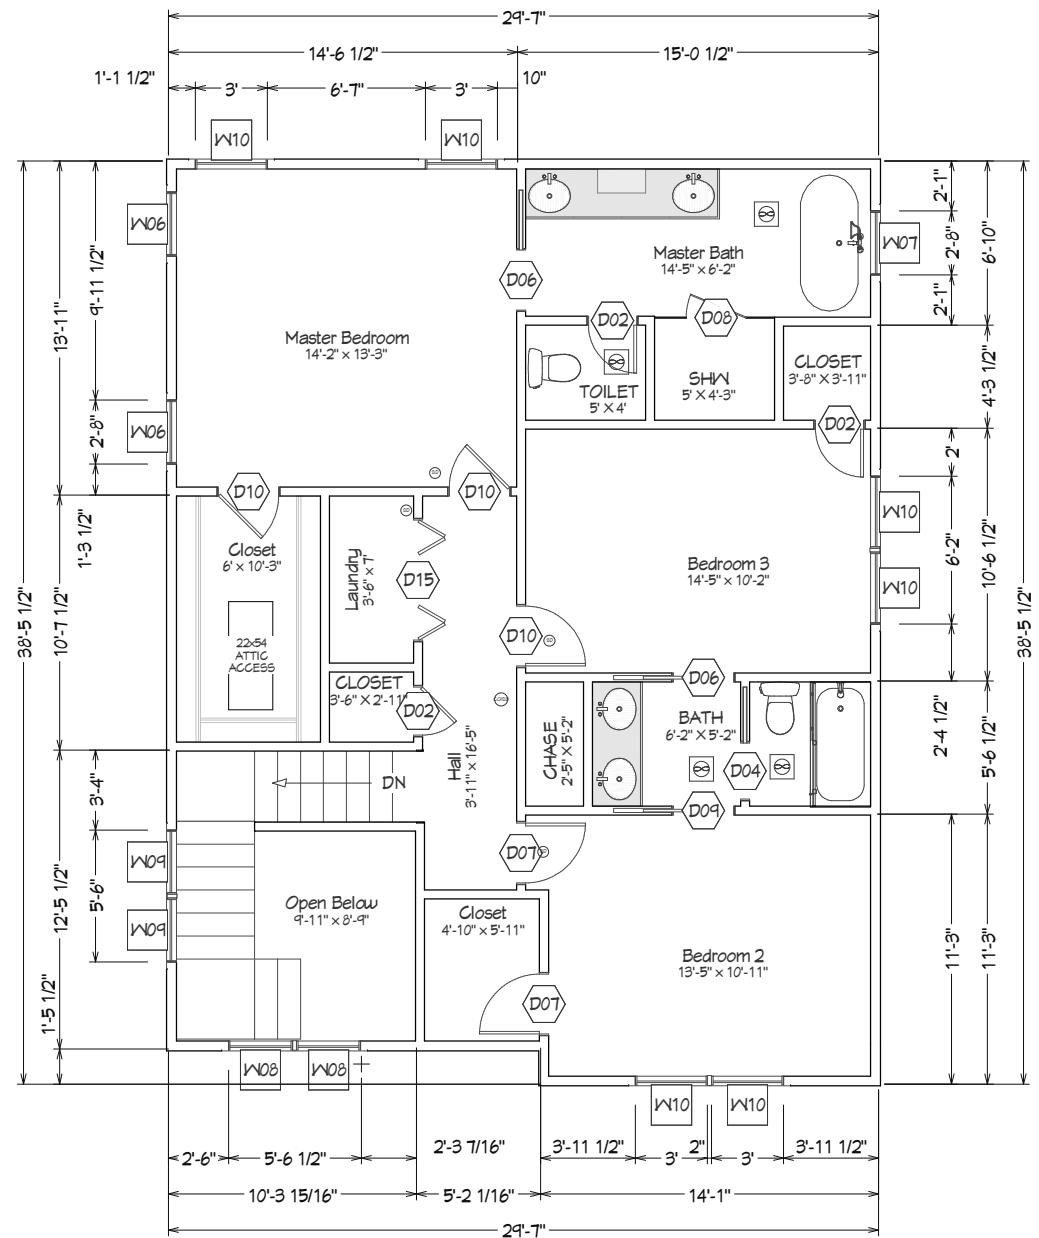 29'-7"
14'-6 1/2"
15'-0 1/2"
1'-1 1/2"
3'
6'-7"
3'
10"
W10
W10
W06
W07
2'-1"
2'-8"
6'-10"
2'-1"
Master Bath
14'-5" x 6'-2"
D06
D02
D08
9'-11 1/2"
13'-11"
Master Bedroom
14'-2" x 13'-3"
TOILET
5' X 4'
SHW
5' X 4'-3"
CLOSET
3'-8" X 3'-11"
4'-3 1/2"
W06
2'-8"
D02
2'
SD
D10
D10
SD
1'-3 1/2"
W10
Closet
6' x 10'-3"
Laundry
3'-6" x 7'
D15
Bedroom 3
14'-5" x 10'-2"
6'-2"
10'-6 1/2"
W10
38'-5 1/2"
10'-7 1/2"
38'-5 1/2"
22x54
ATTIC
ACCESS
D10
SD
D06
CLOSET
3'-6" X 2'-11"
D02
CHASE
2'-5" X 5'-2"
BATH
6'-2" X 5'-2"
2'-4 1/2"
5'-6 1/2"
D04
Hall
3'-11" x 16'-5"
DN
3'-4"
D09
D07
W09
5'-6"
12'-5 1/2"
W09
Open Below
9'-11" x 8'-9"
Closet
4'-10" x 5'-11"
Bedroom 2
13'-5" x 10'-11"
11'-3"
11'-3"
1'-5 1/2"
D07
W08
W08
W10
W10
2'-6"
5'-6 1/2"
2'-3 7/16"
3'-11 1/2"
3'
2"
3'
3'-11 1/2"
10'-3 15/16"
5'-2 1/16"
14'-1"
29'-7"